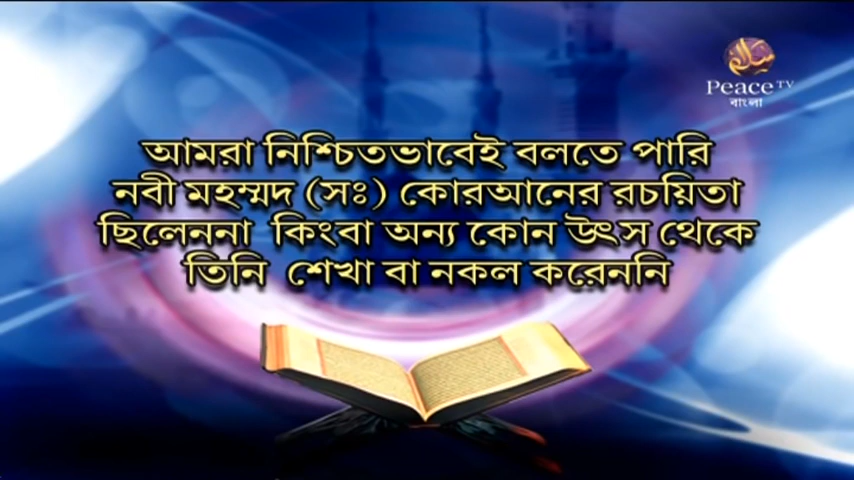 Peace TV
বাংলা
আমরা নিশ্চিতভাবেই বলতে পারি
নবী মহম্মদ (সঃ) কোরআনের রচয়িতা
ছিলেননা কিংবা অন্য কোন উৎস থেকে
তিনি শেখা বা নকল করেননি